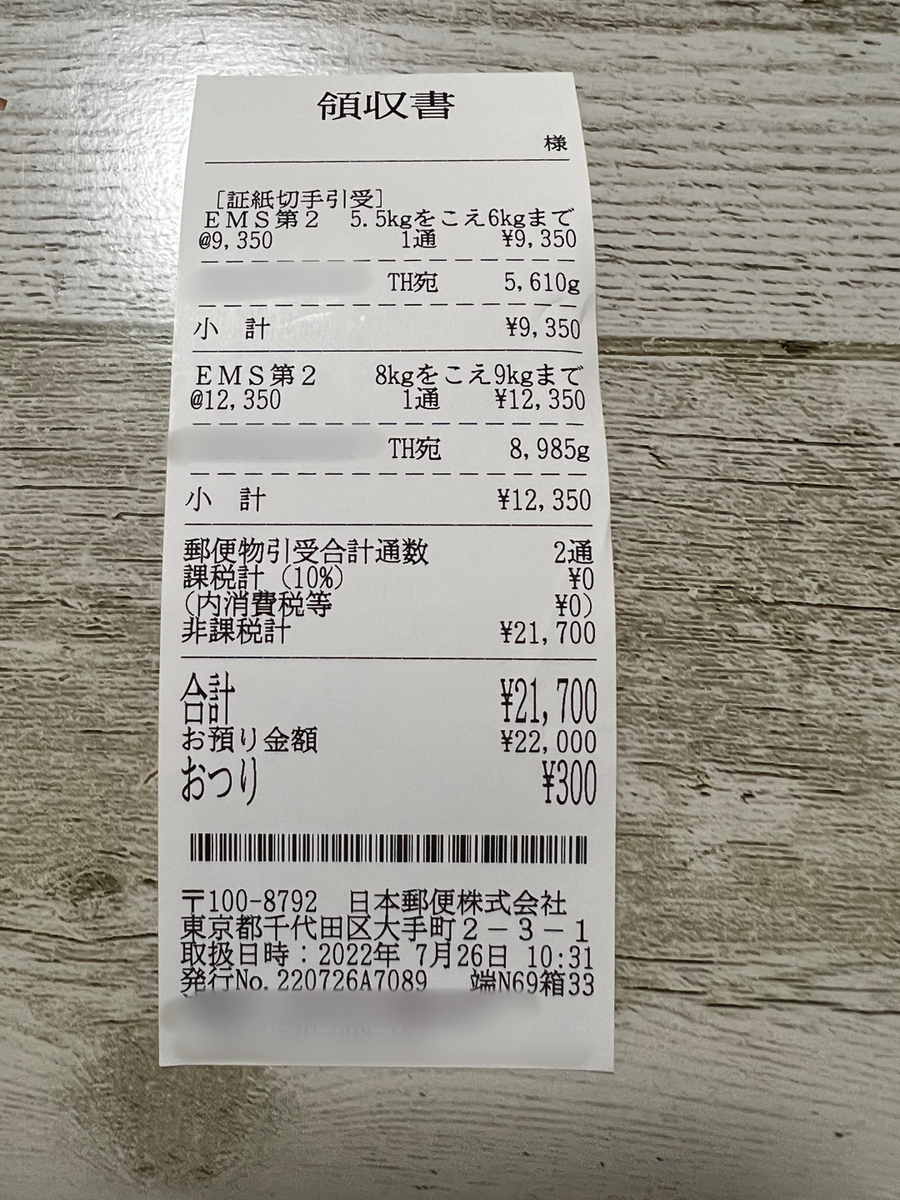 領収書
様
［証紙切手引受］
ＥＭＳ第２ 5.5kgをこえ6kgまで
@9,350 1通 ¥9,350
TH宛 5,610g
小 計 ¥9,350
ＥＭＳ第２ 8kgをこえ9kgまで
@12,350 1通 ¥12,350
TH宛 8,985g
小 計 ¥12,350
郵便物引受合計通数 2通
課税計（10%） ¥0
（内消費税等 ¥0）
非課税計 ¥21,700
合計 ¥21,700
お預り金額 ¥22,000
おつり ¥300
〒100-8792 日本郵便株式会社
東京都千代田区大手町２－３－１
取扱日時：2022年 7月26日 10:31
発行No.220726A7089 端N69箱33